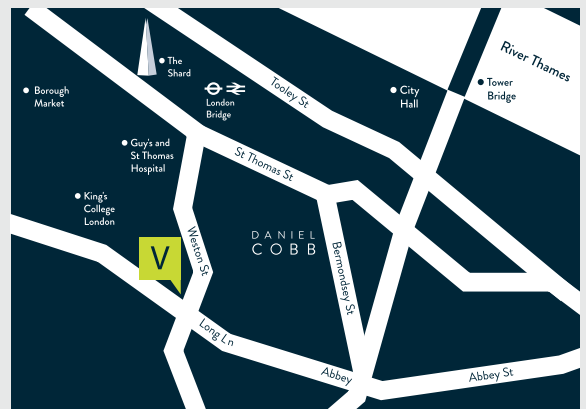 River Thames
The
Shard
Tower
Bridge
Borough
Market
London
Bridge
Tooley St
City
Hall
Guy's and
St Thomas
Hospital
St Thomas St
King's
College
London
DANIEL
COBB
Weston St
V
Bermondsey St
Long Ln
Abbey
Abbey St